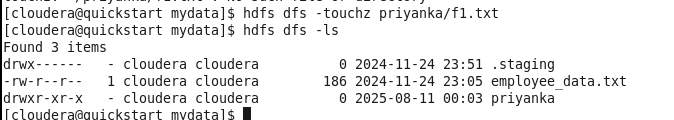 [cloudera@quickstart mydata]$ hdfs dfs -touchz priyanka/f1.txt
[cloudera@quickstart mydata]$ hdfs dfs -ls
Found 3 items
drwx------   - cloudera cloudera          0 2024-11-24 23:51 .staging
-rw-r--r--   1 cloudera cloudera        186 2024-11-24 23:05 employee_data.txt
drwxr-xr-x   - cloudera cloudera          0 2025-08-11 00:03 priyanka
[cloudera@quickstart mydata]$